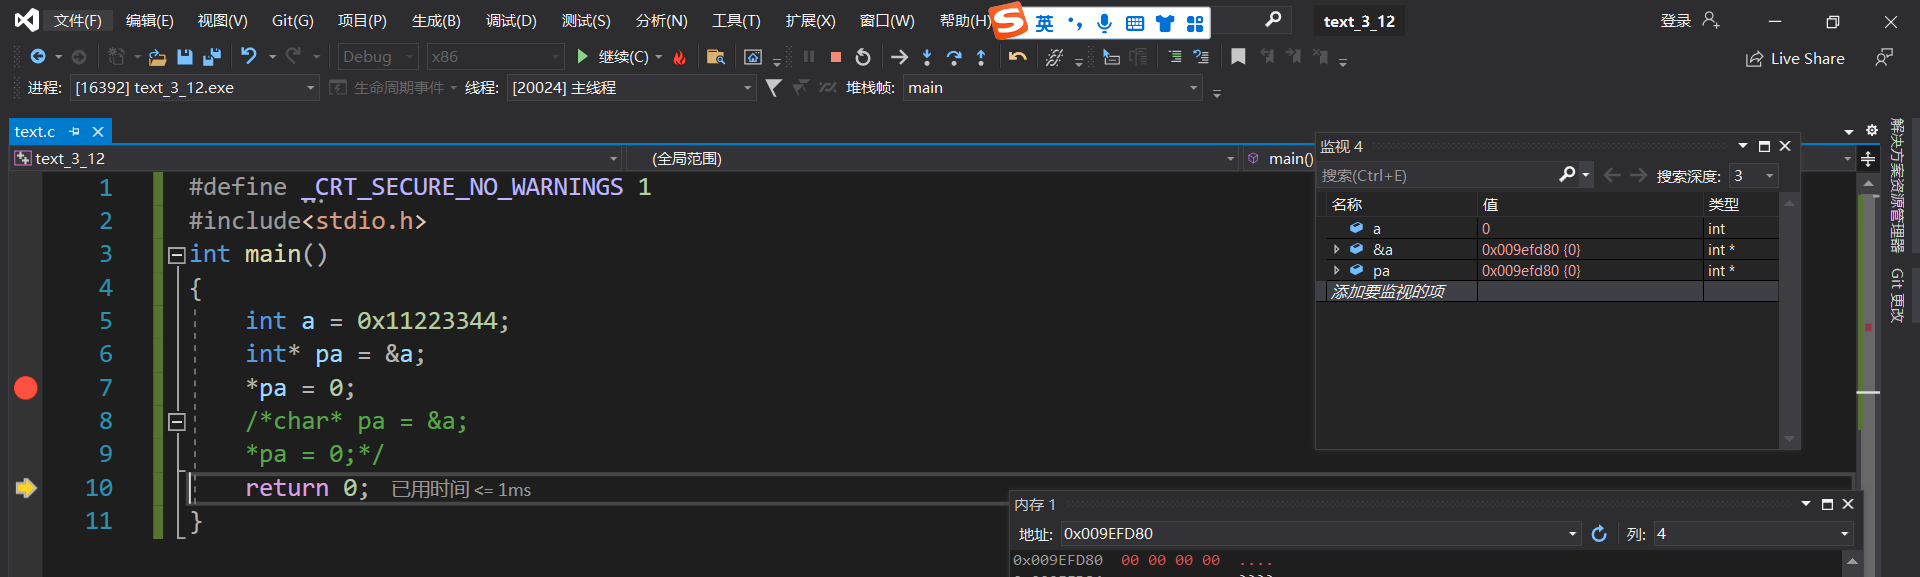 文件(F) 编辑(E) 视图(V) Git(G) 项目(P) 生成(B) 调试(D) 测试(S) 分析(N) 工具(T) 扩展(X) 窗口(W) 帮助(H) 英 text_3_12 登录
Debug x86 继续(C) Live Share
进程: [16392] text_3_12.exe 生命周期事件 线程: [20024] 主线程 堆栈帧: main
text.c
text_3_12 (全局范围) main()
1 #define _CRT_SECURE_NO_WARNINGS 1
2 #include<stdio.h>
3 int main()
4 {
5 int a = 0x11223344;
6 int* pa = &a;
7 *pa = 0;
8 /*char* pa = &a;
9 *pa = 0;*/
10 return 0; 已用时间 <= 1ms
11 }
监视 4
搜索(Ctrl+E) 搜索深度: 3
名称 值 类型
a 0 int
&a 0x009efd80 {0} int *
pa 0x009efd80 {0} int *
添加要监视的项
内存 1
地址: 0x009EFD80 列: 4
0x009EFD80 00 00 00 00 ....
解决方案资源管理器
Git 更改